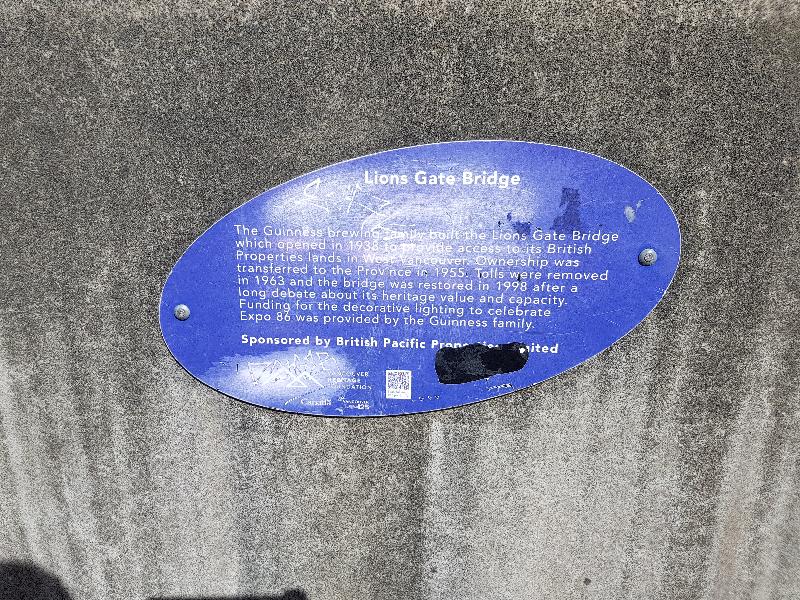 Lions Gate Bridge
The Guinness brewing family built the Lions Gate Bridge
which opened in 1938 to provide access to its British
Properties lands in West Vancouver. Ownership was
transferred to the Province in 1955. Tolls were removed
in 1963 and the bridge was restored in 1998 after a
long debate about its heritage value and capacity.
Funding for the decorative lighting to celebrate
Expo 86 was provided by the Guinness family.
Sponsored by British Pacific Properties Limited
VANCOUVER
HERITAGE
FOUNDATION
Canada